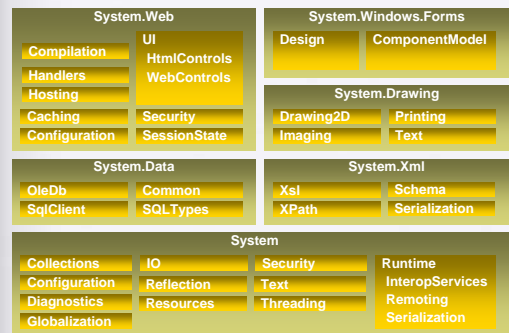 System.Web
Compilation
Handlers
Hosting
Caching
Configuration
UI
HtmlControls
WebControls
Security
SessionState
System.Windows.Forms
Design
ComponentModel
System.Drawing
Drawing2D
Printing
Imaging
Text
System.Data
OleDb
Common
SqlClient
SQLTypes
System.Xml
Xsl
Schema
XPath
Serialization
System
Collections
Configuration
Diagnostics
Globalization
IO
Reflection
Resources
Security
Text
Threading
Runtime
InteropServices
Remoting
Serialization